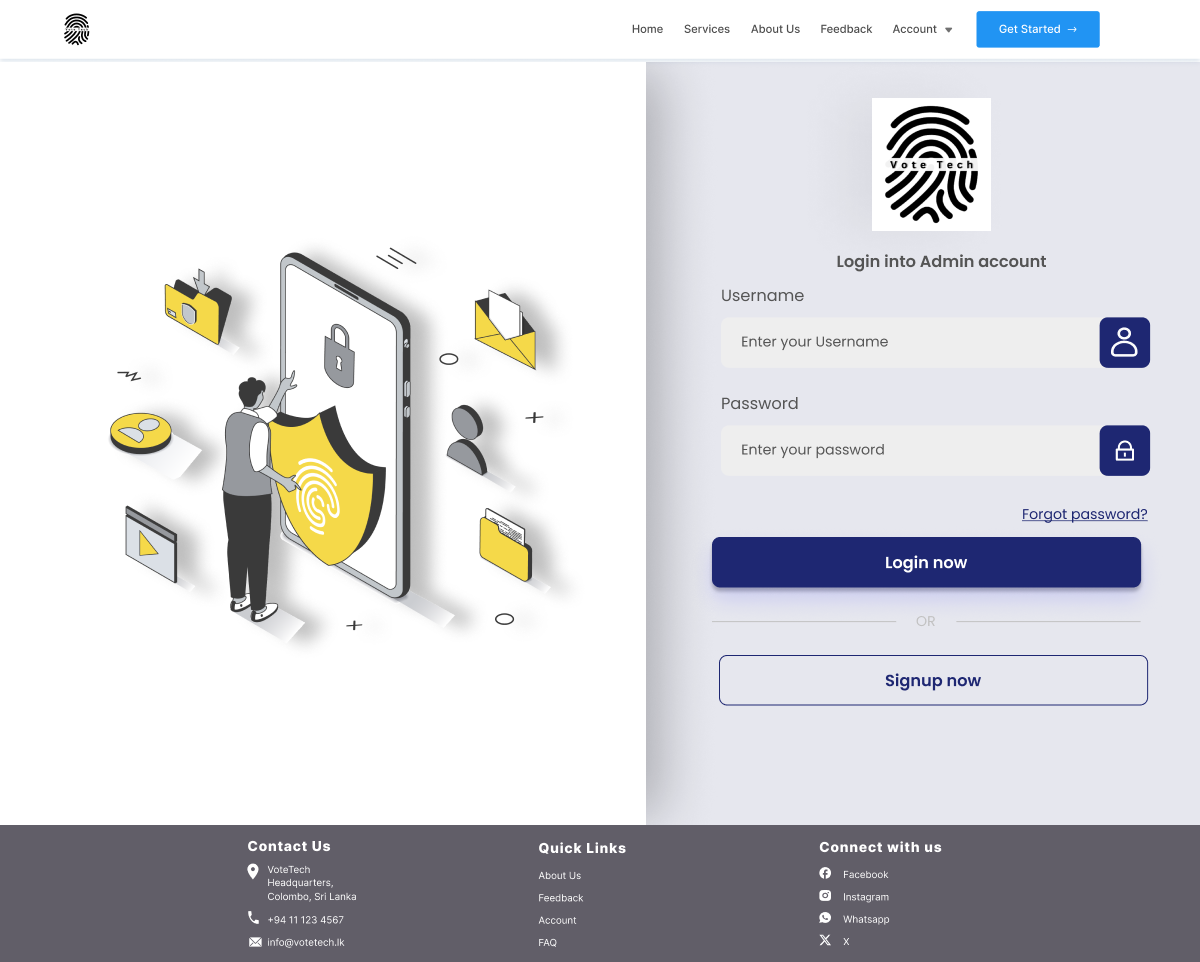 Home
Services
About Us
Feedback
Account
Get Started →
Vote Tech
Login into Admin account
Username
Enter your Username
Password
Enter your password
Forgot password?
Login now
OR
Signup now
Contact Us
VoteTech
Headquarters,
Colombo, Sri Lanka
+94 11 123 4567
info@votetech.lk
Quick Links
About Us
Feedback
Account
FAQ
Connect with us
Facebook
Instagram
Whatsapp
X